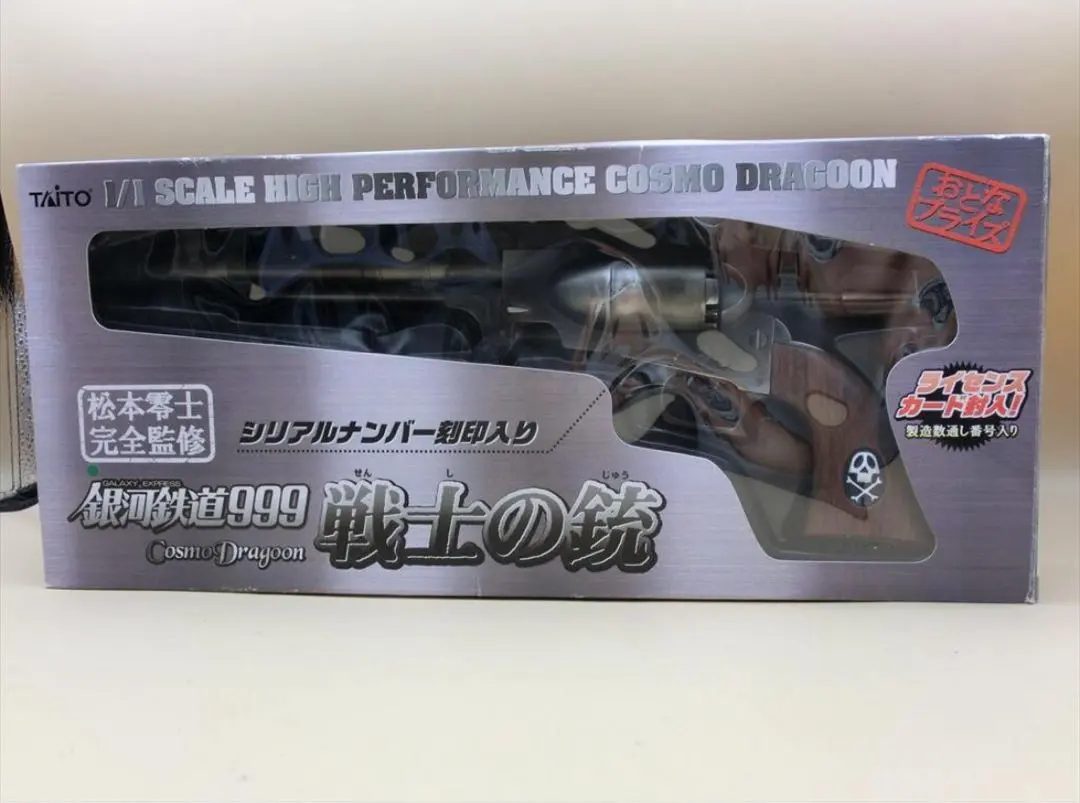 TAITO
1/1 SCALE HIGH PERFORMANCE COSMO DRAGOON
おとな
プライズ
松本零士
完全監修
シリアルナンバー刻印入り
ライセンス
カード封入!
製造数通し番号入り
GALAXY EXPRESS
銀河鉄道999
Cosmo Dragoon
せん し じゅう
戦士の銃